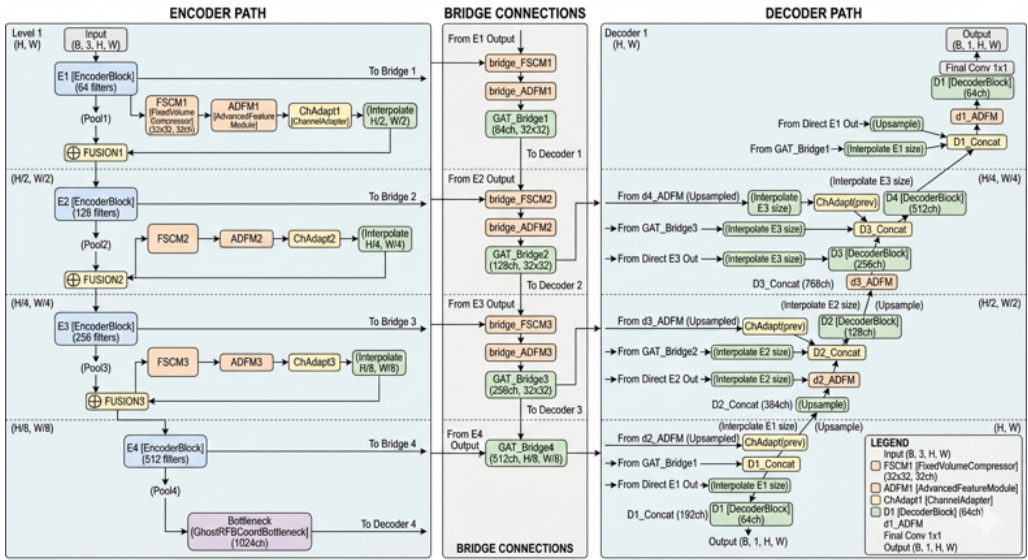 ENCODER PATH
Level 1
(H, W)
Input
(B, 3, H, W)
E1 [EncoderBlock]
(64 filters)
To Bridge 1
(Pool1)
FSCM1
[FixedVolume
Gomcressor]
(32x32, 32ch)
ADFM1
[AdvancedFeature
Module]
ChAdapt1
[ChannelAdapter]
(Interpolate
H/2, W/2)
⊕ FUSION1
(H/2, W/2)
E2 [EncoderBlock]
(128 filters)
To Bridge 2
(Pool2)
FSCM2
ADFM2
ChAdapt2
(Interpolate
H/4, W/4)
⊕ FUSION2
(H/4, W/4)
E3 [EncoderBlock]
(256 filters)
To Bridge 3
(Pool3)
FSCM3
ADFM3
ChAdapt3
(Interpolate
H/8, W/8)
⊕ FUSION3
(H/8, W/8)
E4 [EncoderBlock]
(512 filters)
To Bridge 4
(Pool4)
Bottleneck
(GhostRFBCoordBottleneck)
(1024ch)
To Decoder 4
BRIDGE CONNECTIONS
From E1 Output
bridge_FSCM1
bridge_ADFM1
GAT_Bridge1
(64ch, 32x32)
To Decoder 1
From E2 Output
bridge_FSCM2
bridge_ADFM2
GAT_Bridge2
(128ch, 32x32)
To Decoder 2
From E3 Output
bridge_FSCM3
bridge_ADFM3
GAT_Bridge3
(256ch, 32x32)
To Decoder 3
From E4
Output
GAT_Bridge4
(512ch, H/8, W/8)
BRIDGE CONNECTIONS
DECODER PATH
Decoder 1
(H, W)
Output
(B, 1, H, W)
Final Conv 1x1
D1 [DecoderBlock]
(64ch)
d1_ADFM
From Direct E1 Out
(Upsample)
D1_Concat
From GAT_Bridge1
(Interpolate E1 size)
(Interpolate E3 size)
(H/4, W/4)
From d4_ADFM (Upsampled)
(Interpolate
E3 size)
ChAdapt(prev)
D4 [DecoderBlock]
(512ch)
From GAT_Bridge3
(Interpolate E3 size)
D3_Concat
From Direct E3 Out
(Interpolate E3 size)
D3 [DecoderBlock]
(256ch)
D3_Concat (768ch)
d3_ADFM
(Interpolate E2 size)
(Upsample)
(H/2, W/2)
From d3_ADFM (Upsampled)
ChAdapt(prev)
D2 [DecoderBlock]
(128ch)
From GAT_Bridge2
(Interpolate E2 size)
D2_Concat
From Direct E2 Out
(Interpolate E2 size)
d2_ADFM
D2_Concat (384ch)
(Upsample)
(Interpclate E1 size)
(Upsample)
(H, W)
From d2_ADFM (Upsampled)
ChAdapt(prev)
From GAT_Bridge1
D1_Concat
From Direct E1 Out
(Interpolate E1 size)
D1_Concat (192ch)
D1 [DecoderBlock]
(64ch)
Output (B, 1, H, W)
LEGEND
Input (B, 3, H, W)
FSCM1 [FixedVolumeCompressor]
(32x32, 32ch)
ADFM1 [AdvancedFeatureModule]
ChAdapt1 [ChannelAdapter]
D1 [DecoderBlock] (64ch)
d1_ADFM
Final Conv 1x1
Output (B, 1, H, W)